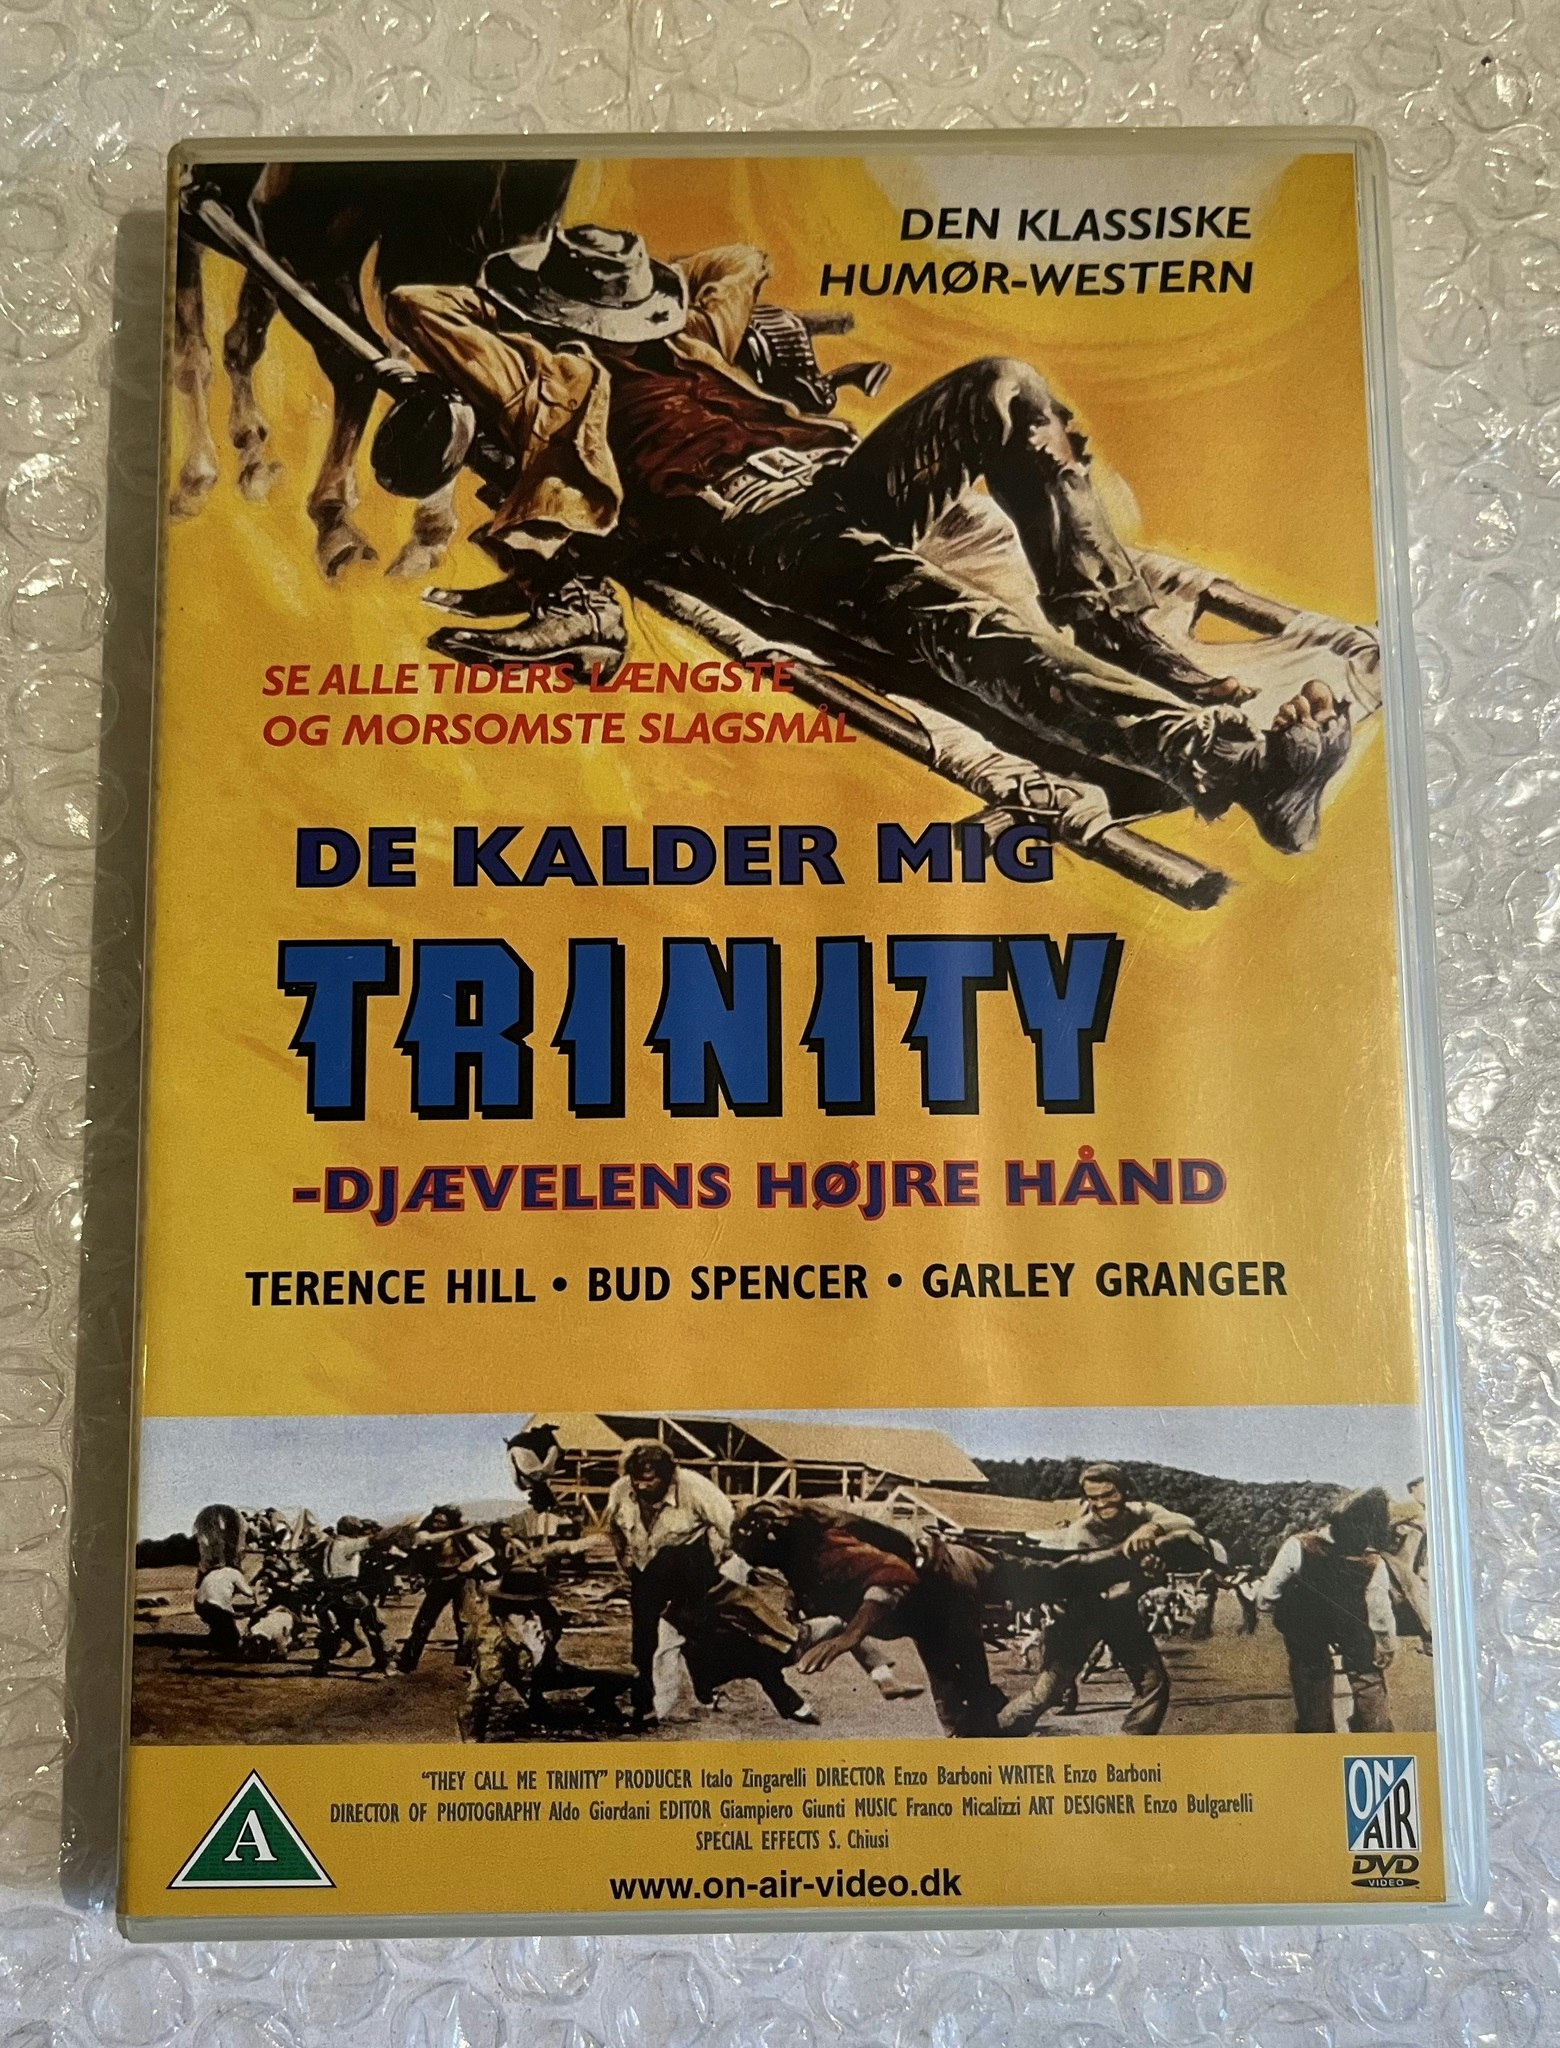 DEN KLASSISKE
HUMØR-WESTERN
SE ALLE TIDERS LÆNGSTE
OG MORSOMSTE SLAGSMÅL
DE KALDER MIG
TRINITY
-DJÆVELENS HØJRE HÅND
TERENCE HILL • BUD SPENCER • GARLEY GRANGER
"THEY CALL ME TRINITY" PRODUCER Italo Zingarelli DIRECTOR Enzo Barboni WRITER Enzo Barboni
DIRECTOR OF PHOTOGRAPHY Aldo Giordani EDITOR Giampiero Giunti MUSIC Franco Micalizzi ART DESIGNER Enzo Bulgarelli
SPECIAL EFFECTS S. Chiusi
www.on-air-video.dk
A
ON
AIR
DVD
VIDEO